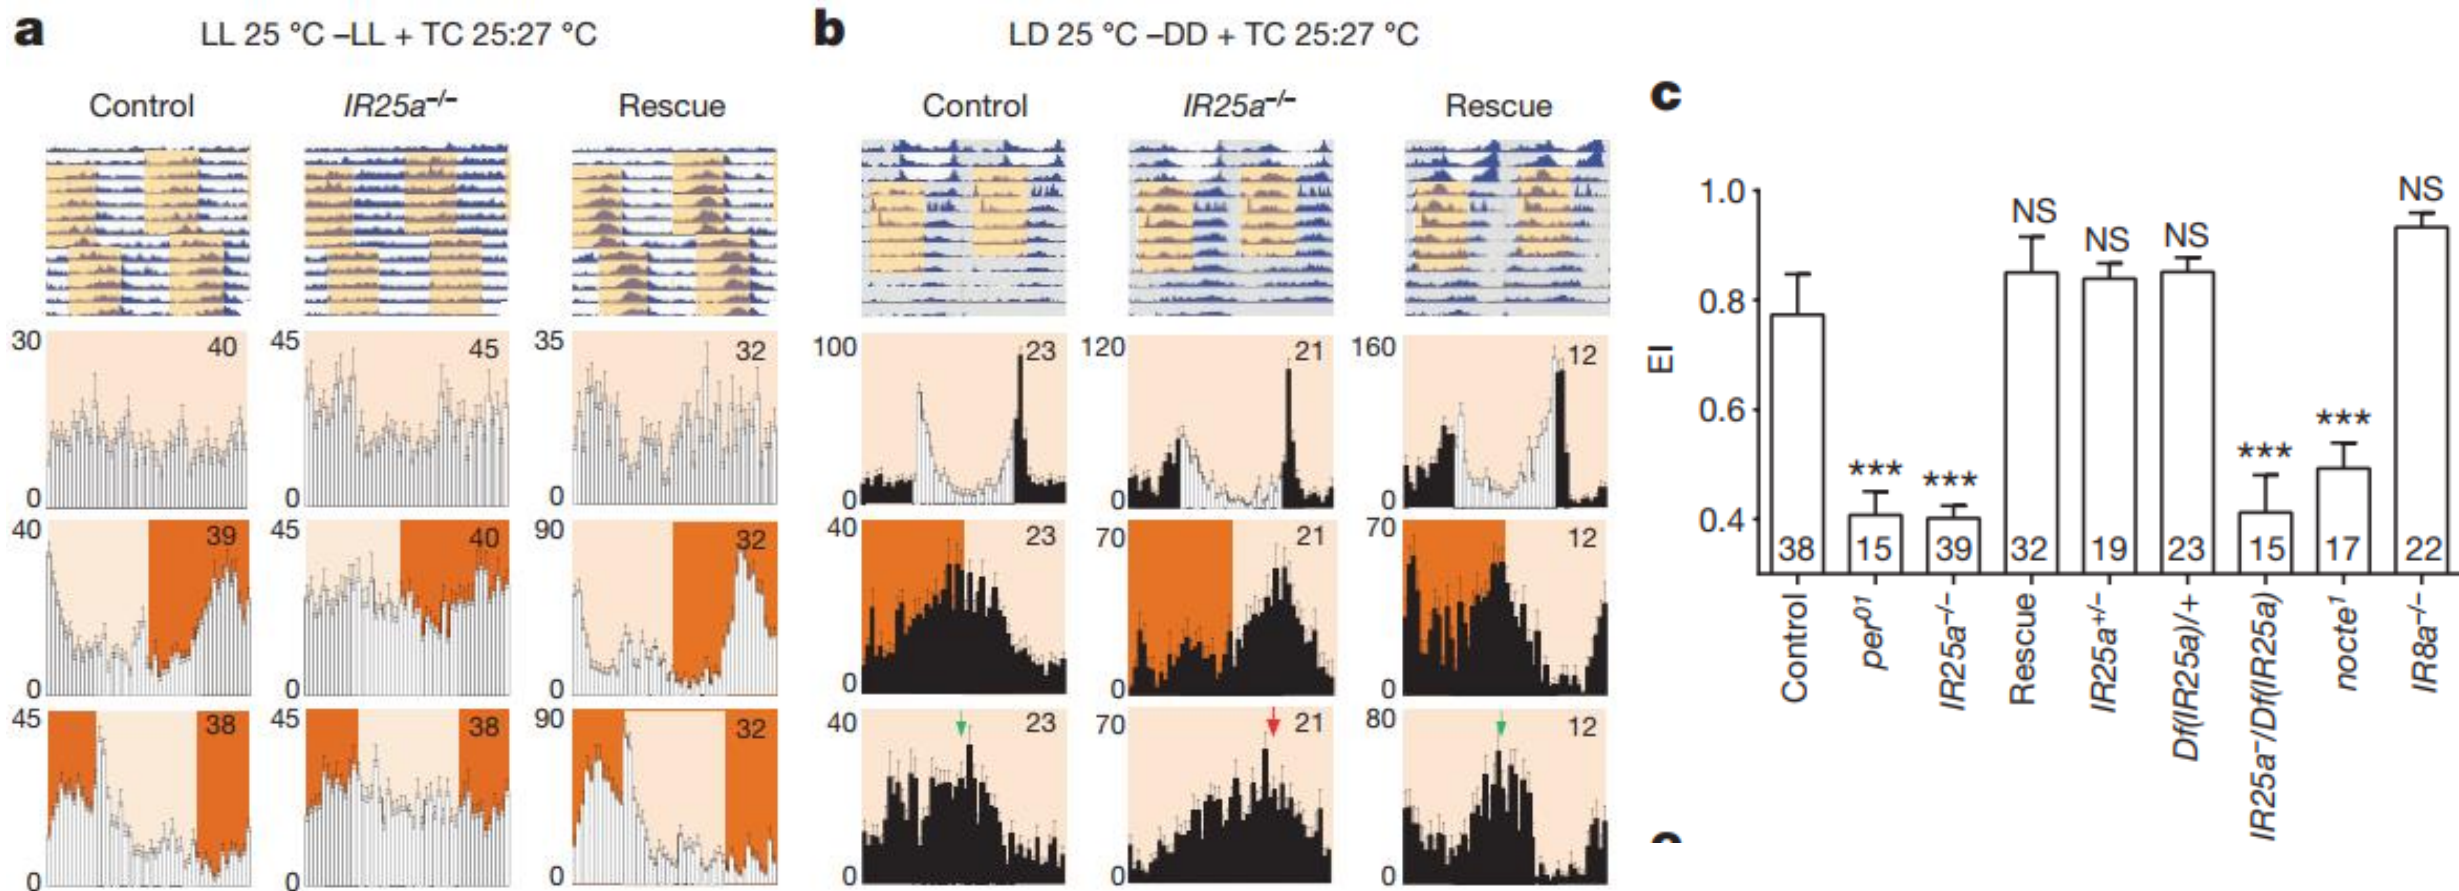 a
LL 25 °C –LL + TC 25:27 °C
Control
IR25a–/–
Rescue
30
40
0
45
45
0
35
32
0
40
39
0
45
40
0
90
32
0
45
38
0
45
38
0
90
32
0
b
LD 25 °C –DD + TC 25:27 °C
Control
IR25a–/–
Rescue
100
23
0
120
21
0
160
12
0
40
23
0
70
21
0
70
12
0
40
23
0
70
21
0
80
12
0
c
EI
1.0
0.8
0.6
0.4
***
***
NS
NS
NS
***
***
NS
38
15
39
32
19
23
15
17
22
Control
per01
IR25a–/–
Rescue
IR25a+/–
Df(IR25a)/+
IR25a–/Df(IR25a)
nocte1
IR8a–/–